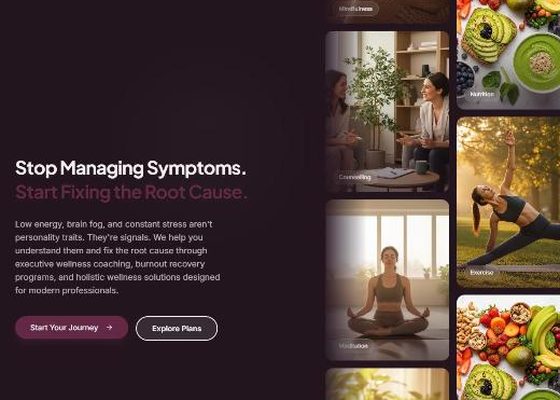 Stop Managing Symptoms.
Start Fixing the Root Cause.
Low energy, brain fog, and constant stress aren't
personality traits. They're signals. We help you
understand them and fix the root cause through
executive wellness coaching, burnout recovery
programs, and holistic wellness solutions designed
for modern professionals.
Start Your Journey →
Explore Plans
Mindfulness
Counselling
Meditation
Nutrition
Exercise